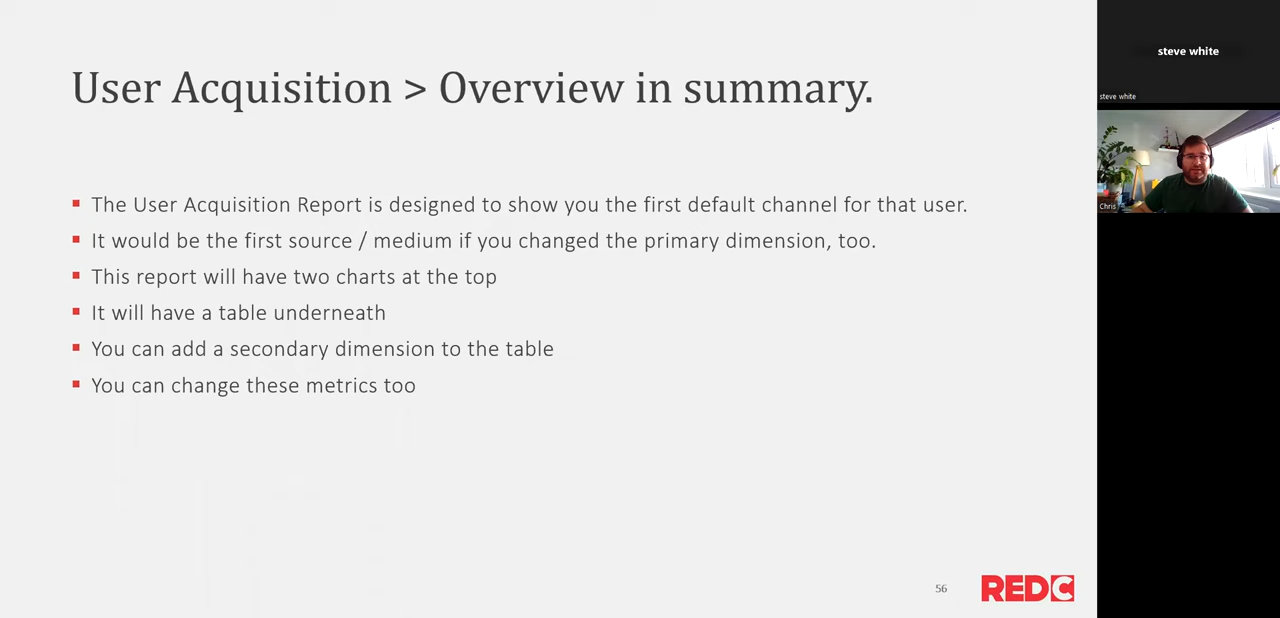 User Acquisition > Overview in summary.
The User Acquisition Report is designed to show you the first default channel for that user.
It would be the first source / medium if you changed the primary dimension, too.
This report will have two charts at the top
It will have a table underneath
You can add a secondary dimension to the table
You can change these metrics too
56
REDC
steve white
steve white
Chris